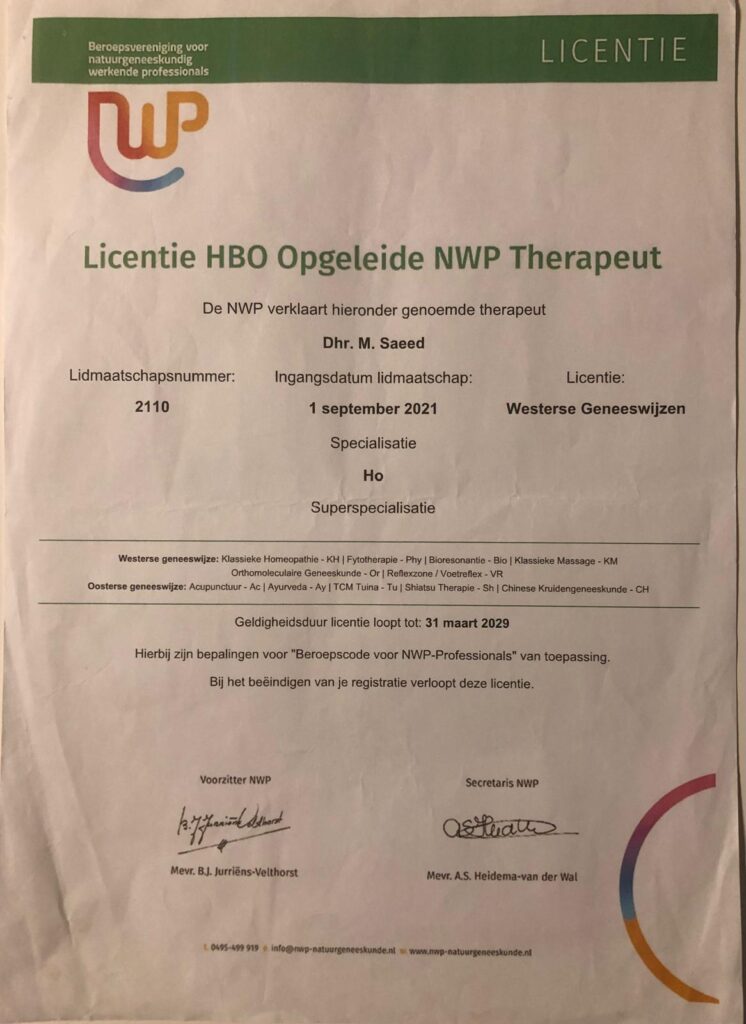 Beroepsvereniging voor
natuurgeneeskundig
werkende professionals
LICENTIE
NWP
Licentie HBO Opgeleide NWP Therapeut
De NWP verklaart hieronder genoemde therapeut
Dhr. M. Saeed
Lidmaatschapsnummer: Ingangsdatum lidmaatschap: Licentie:
2110 1 september 2021 Westerse Geneeswijzen
Specialisatie
Ho
Superspecialisatie
Westerse geneeswijze: Klassieke Homeopathie - KH | Fytotherapie - Phy | Bioresonantie - Bio | Klassieke Massage - KM
Orthomoleculaire Geneeskunde - Or | Reflexzone / Voetreflex - VR
Oosterse geneeswijze: Acupunctuur - Ac | Ayurveda - Ay | TCM Tuina - Tu | Shiatsu Therapie - Sh | Chinese Kruidengeneeskunde - CH
Geldigheidsduur licentie loopt tot: 31 maart 2029
Hierbij zijn bepalingen voor "Beroepscode voor NWP-Professionals" van toepassing.
Bij het beëindigen van je registratie verloopt deze licentie.
Voorzitter NWP Secretaris NWP
Mevr. B.J. Jurriëns-Velthorst Mevr. A.S. Heidema-van der Wal
t. 0495-499 919 e. info@nwp-natuurgeneeskunde.nl w. www.nwp-natuurgeneeskunde.nl